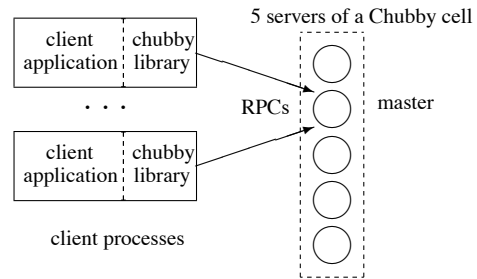 5 servers of a Chubby cell
client application
chubby library
. . .
RPCs
master
client application
chubby library
client processes